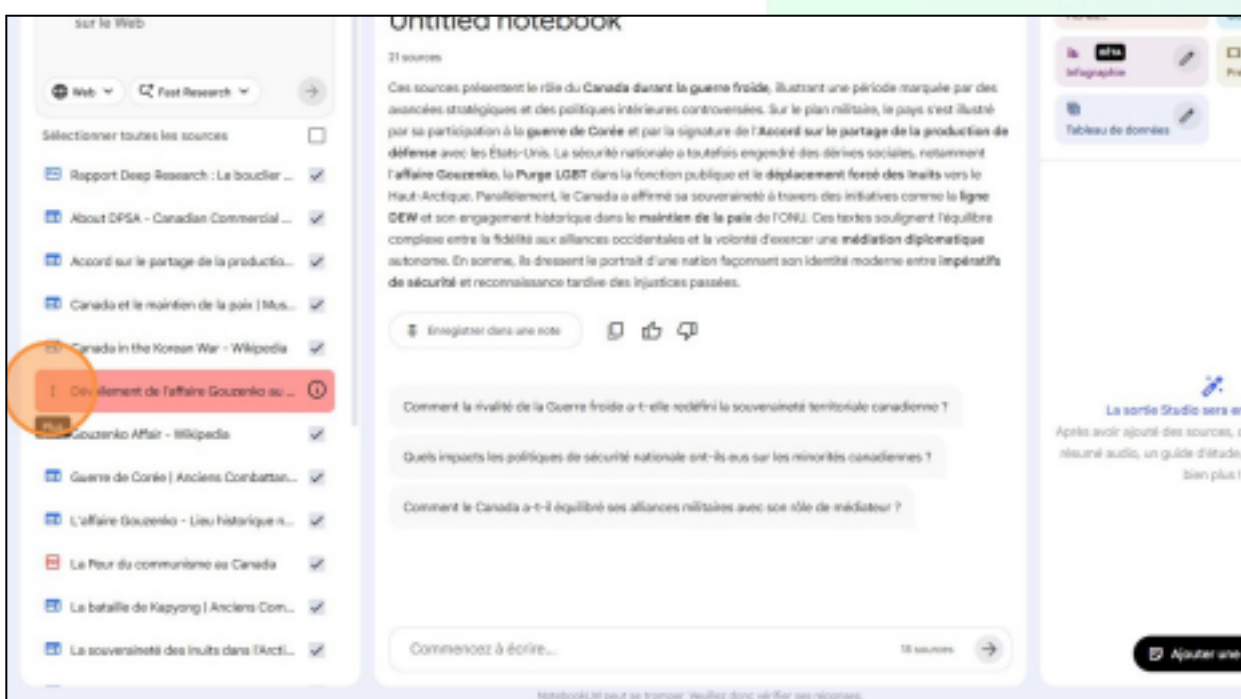 sur le Web
Web
Fast Research
Sélectionner toutes les sources
Rapport Deep Research : Le bouclier ...
About DPSA - Canadian Commercial ...
Accord sur le partage de la productio...
Canada et le maintien de la paix | Mus...
Canada in the Korean War - Wikipedia
Dévoilement de l'affaire Gouzenko au ...
Plus
Gouzenko Affair - Wikipedia
Guerre de Corée | Anciens Combattan...
L'affaire Gouzenko - Lieu historique n...
La Peur du communisme au Canada
La bataille de Kapyong | Anciens Com...
La souveraineté des Inuits dans l'Arcti...
Untitled notebook
21 sources
Ces sources présentent le rôle du Canada durant la guerre froide, illustrant une période marquée par des
avancées stratégiques et des politiques intérieures controversées. Sur le plan militaire, le pays s'est illustré
par sa participation à la guerre de Corée et par la signature de l'Accord sur le partage de la production de
défense avec les États-Unis. La sécurité nationale a toutefois engendré des dérives sociales, notamment
l'affaire Gouzenko, la Purge LGBT dans la fonction publique et le déplacement forcé des Inuits vers le
Haut-Arctique. Parallèlement, le Canada a affirmé sa souveraineté à travers des initiatives comme la ligne
DEW et son engagement historique dans le maintien de la paix de l'ONU. Ces textes soulignent l'équilibre
complexe entre la fidélité aux alliances occidentales et la volonté d'exercer une médiation diplomatique
autonome. En somme, ils dressent le portrait d'une nation façonnant son identité moderne entre impératifs
de sécurité et reconnaissance tardive des injustices passées.
Enregistrer dans une note
Comment la rivalité de la Guerre froide a-t-elle redéfini la souveraineté territoriale canadienne ?
Quels impacts les politiques de sécurité nationale ont-ils eus sur les minorités canadiennes ?
Comment le Canada a-t-il équilibré ses alliances militaires avec son rôle de médiateur ?
Commencez à écrire...
18 sources
NotebookLM peut se tromper. Veuillez donc vérifier ses réponses.
BÊTA
Infographie
Tableau de données
La sortie Studio sera en
Après avoir ajouté des sources,
résumé audio, un guide d'étude,
bien plus
Ajouter une